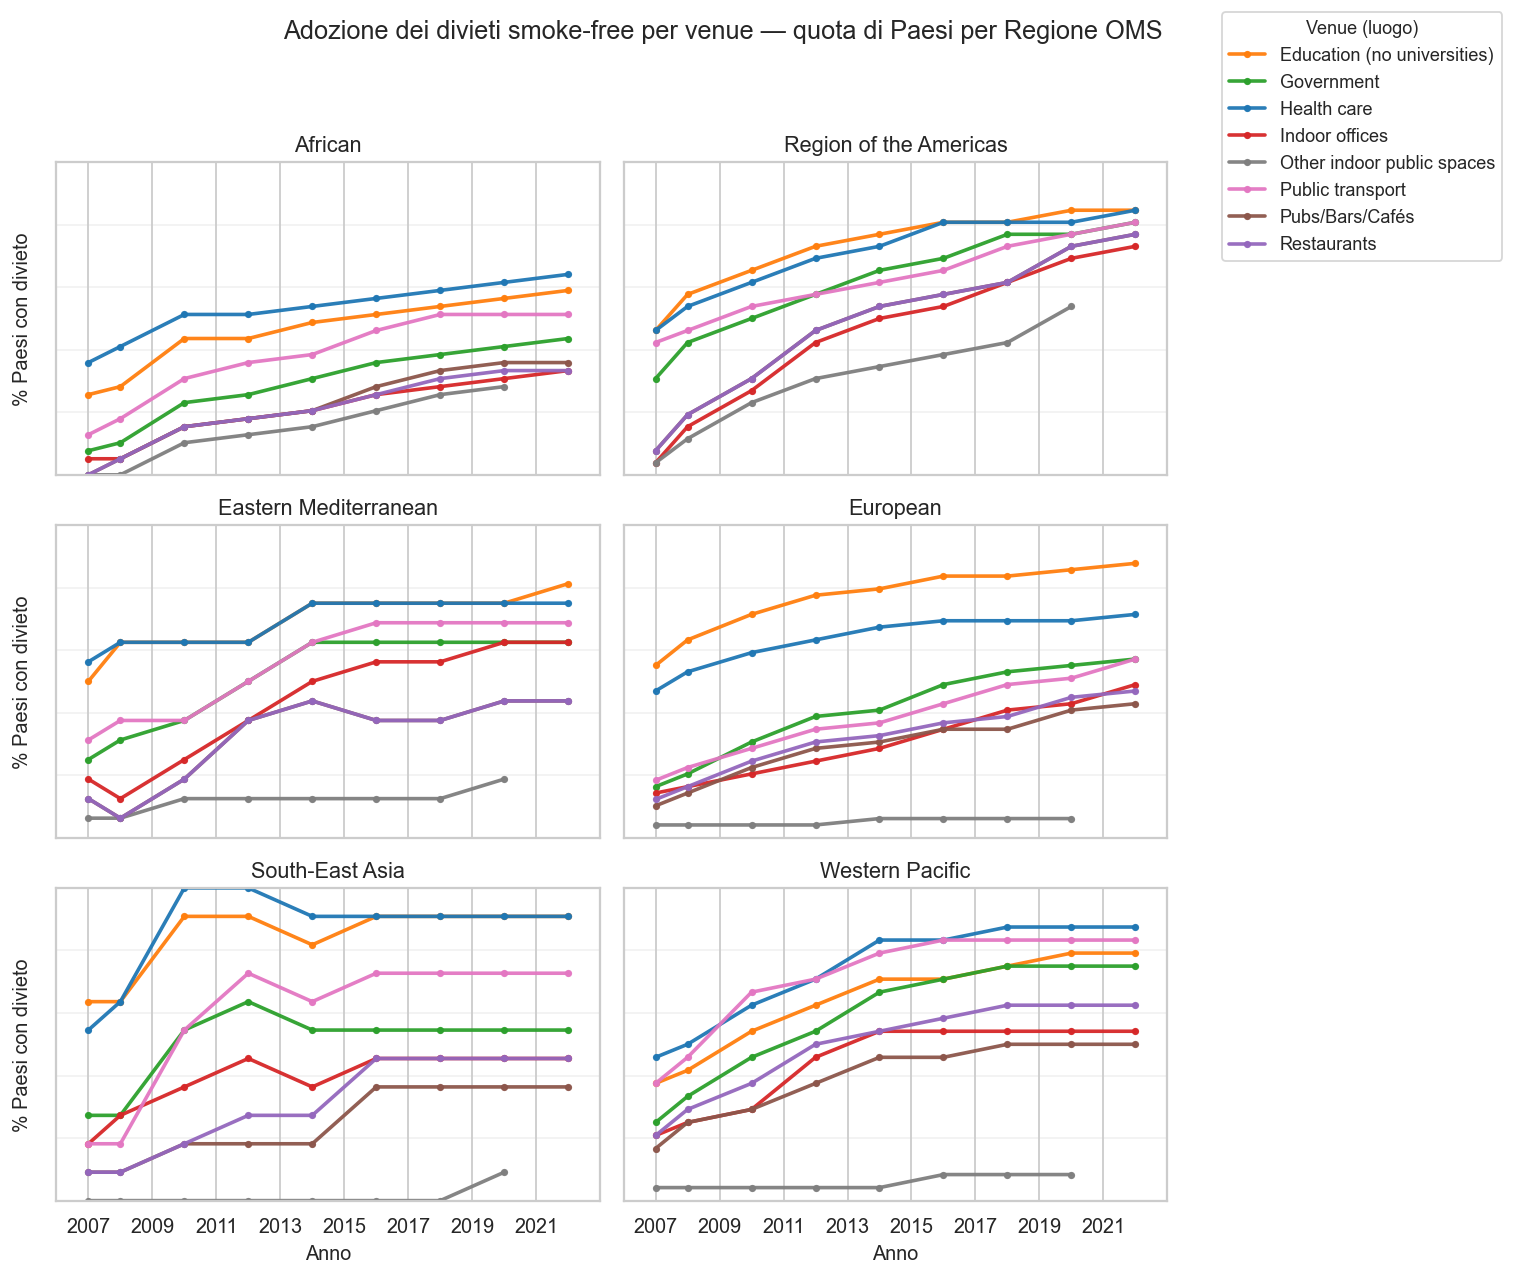 Adozione dei divieti smoke-free per venue — quota di Paesi per Regione OMS
Venue (luogo)
Education (no universities)
Government
Health care
Indoor offices
Other indoor public spaces
Public transport
Pubs/Bars/Cafés
Restaurants
African
Region of the Americas
% Paesi con divieto
Eastern Mediterranean
European
% Paesi con divieto
South-East Asia
Western Pacific
% Paesi con divieto
2007 2009 2011 2013 2015 2017 2019 2021
2007 2009 2011 2013 2015 2017 2019 2021
Anno
Anno